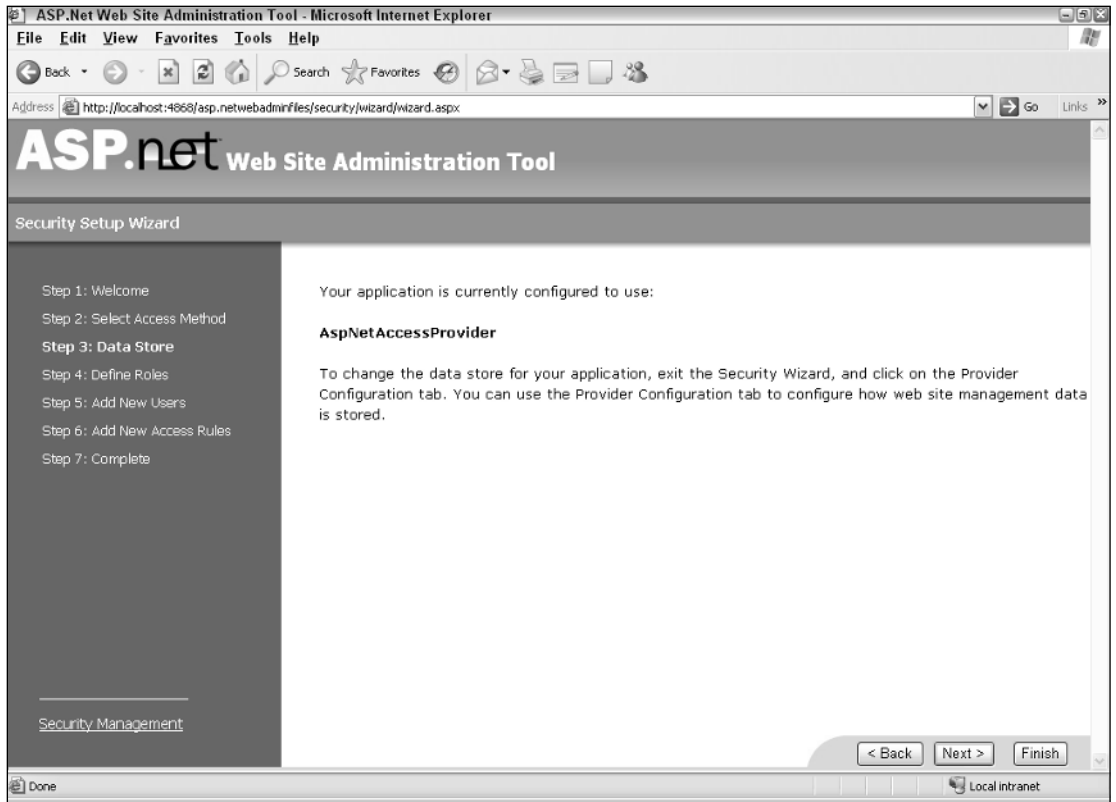 ASP.Net Web Site Administration Tool - Microsoft Internet Explorer
File Edit View Favorites Tools Help
Back Search Favorites
Address http://localhost:4868/asp.netwebadminfiles/security/wizard/wizard.aspx Go Links »
ASP.net Web Site Administration Tool
Security Setup Wizard
Step 1: Welcome
Step 2: Select Access Method
Step 3: Data Store
Step 4: Define Roles
Step 5: Add New Users
Step 6: Add New Access Rules
Step 7: Complete
Security Management
Your application is currently configured to use:
AspNetAccessProvider
To change the data store for your application, exit the Security Wizard, and click on the Provider
Configuration tab. You can use the Provider Configuration tab to configure how web site management data
is stored.
< Back Next > Finish
Done Local intranet